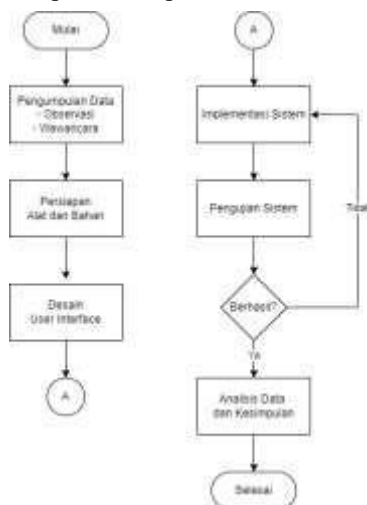 Mulai
Pengumpulan Data
- Observasi
- Wawancara
Persiapan
Alat dan Bahan
Desain
User Interface
A
A
Implementasi Sistem
Pengujian Sistem
Berhasil?
Tidak
Ya
Analisis Data
dan Kesimpulan
Selesai